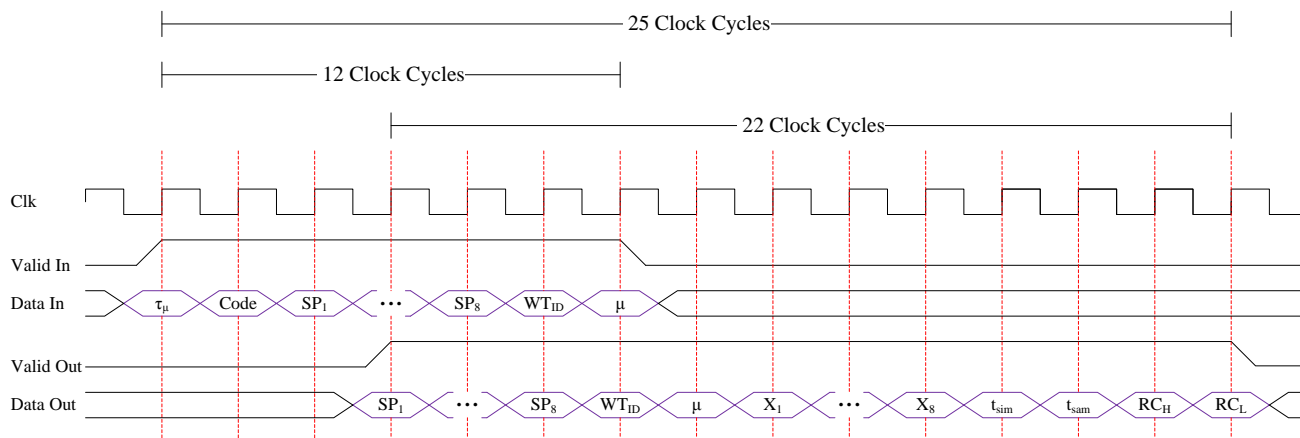 25 Clock Cycles
12 Clock Cycles
22 Clock Cycles
Clk
Valid In
Data In τμ Code SP1 ··· SP8 WTID μ
Valid Out
Data Out SP1 ··· SP8 WTID μ X1 ··· X8 tsim tsam RCH RCL